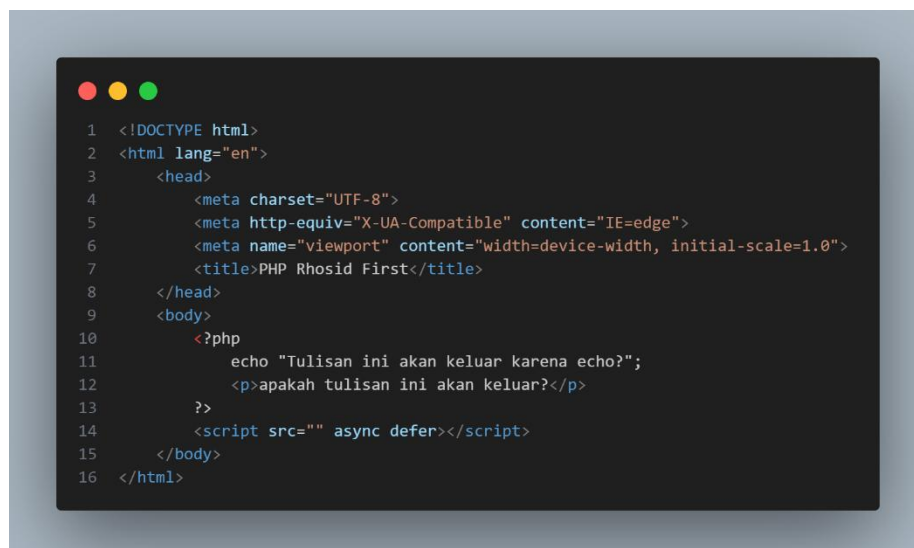 1 <!DOCTYPE html>
2 <html lang="en">
3     <head>
4         <meta charset="UTF-8">
5         <meta http-equiv="X-UA-Compatible" content="IE=edge">
6         <meta name="viewport" content="width=device-width, initial-scale=1.0">
7         <title>PHP Rhosid First</title>
8     </head>
9     <body>
10         <?php
11             echo "Tulisan ini akan keluar karena echo?";
12             <p>apakah tulisan ini akan keluar?</p>
13         ?>
14         <script src="" async defer></script>
15     </body>
16 </html>